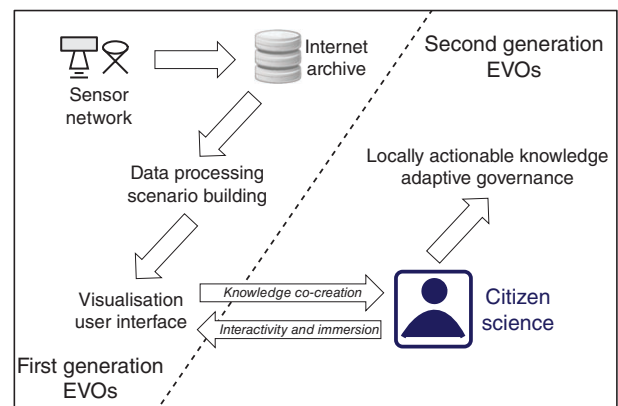 Sensor
network
Internet
archive
Second generation
EVOs
Data processing
scenario building
Locally actionable knowledge
adaptive governance
Visualisation
user interface
Knowledge co-creation
Interactivity and immersion
Citizen
science
First generation
EVOs